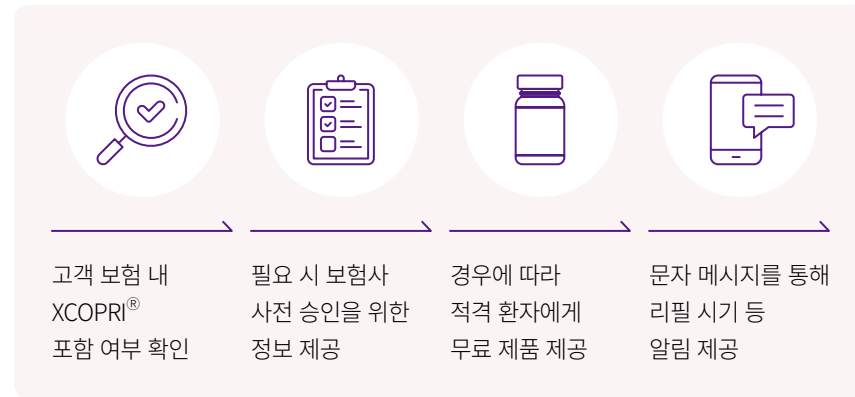 고객 보험 내
XCOPRI®
포함 여부 확인
필요 시 보험사
사전 승인을 위한
정보 제공
경우에 따라
적격 환자에게
무료 제품 제공
문자 메시지를 통해
리필 시기 등
알림 제공